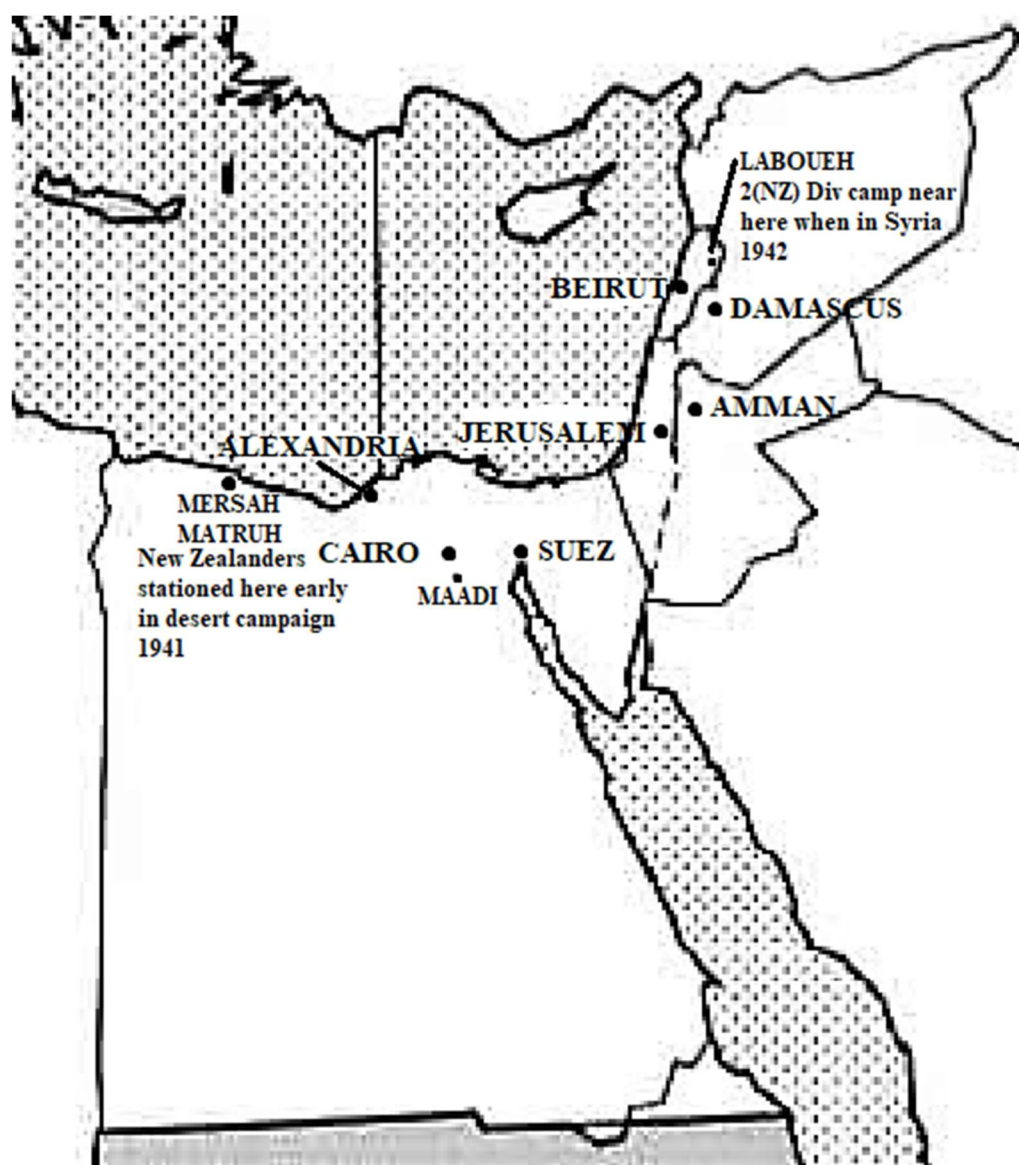 LABOUEH
2(NZ) Div camp near
here when in Syria
1942
BEIRUT
DAMASCUS
AMMAN
JERUSALEM
ALEXANDRIA
MERSAH
MATRUH
New Zealanders
stationed here early
in desert campaign
1941
CAIRO
SUEZ
MAADI